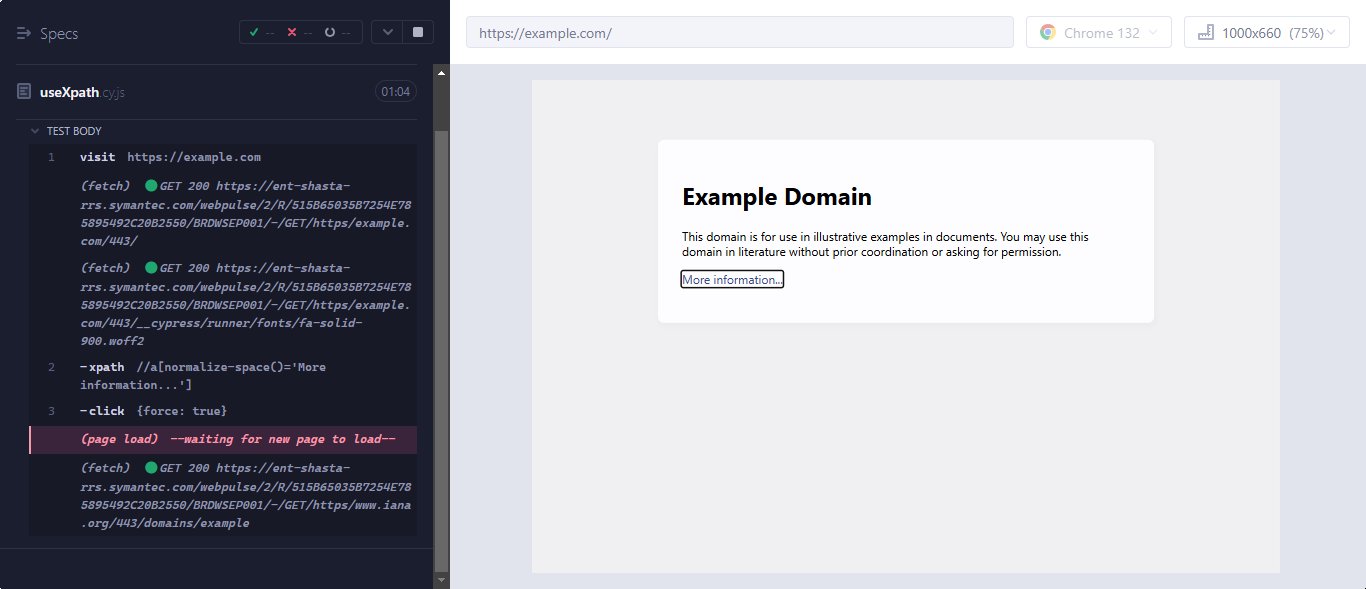 Specs
-- -- --
https://example.com/
Chrome 132
1000x660 (75%)
useXpath.cy.js
01:04
TEST BODY
1 visit https://example.com
(fetch) GET 200 https://ent-shasta-
rrs.symantec.com/webpulse/2/R/515B65035B7254E78
5895492C20B2550/BRDWSEP001/-/GET/https/example.
com/443/
(fetch) GET 200 https://ent-shasta-
rrs.symantec.com/webpulse/2/R/515B65035B7254E78
5895492C20B2550/BRDWSEP001/-/GET/https/example.
com/443/__cypress/runner/fonts/fa-solid-
900.woff2
2 -xpath //a[normalize-space()='More
information...']
3 -click {force: true}
(page load) --waiting for new page to load--
(fetch) GET 200 https://ent-shasta-
rrs.symantec.com/webpulse/2/R/515B65035B7254E78
5895492C20B2550/BRDWSEP001/-/GET/https/www.iana
.org/443/domains/example
Example Domain
This domain is for use in illustrative examples in documents. You may use this
domain in literature without prior coordination or asking for permission.
More information...